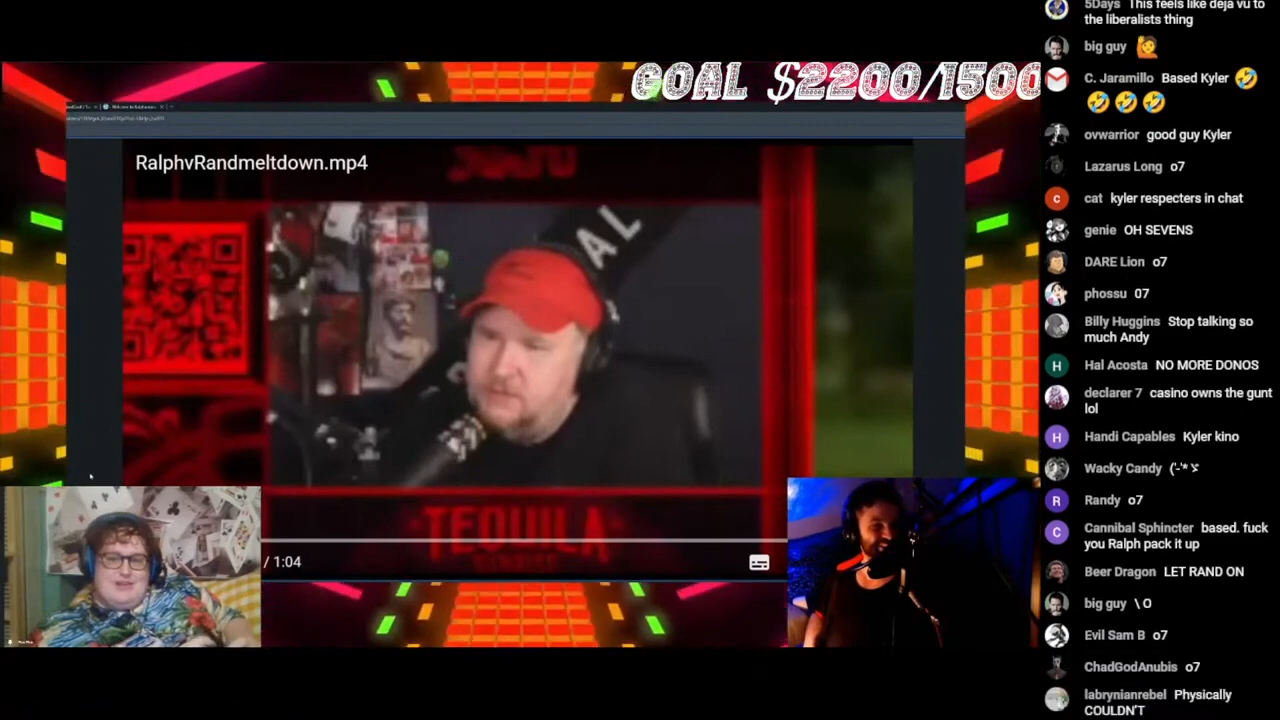 GOAL $2200/1500
RalphvRandmeltdown.mp4
AL
TEQUILA
/ 1:04
5Days This feels like deja vu to
the liberalists thing
big guy 🙋
C. Jaramillo Based Kyler 🤣
🤣🤣🤣
ovwarrior good guy Kyler
Lazarus Long o7
cat kyler respecters in chat
genie OH SEVENS
DARE Lion o7
phossu 07
Billy Huggins Stop talking so
much Andy
Hal Acosta NO MORE DONOS
declarer 7 casino owns the gunt
lol
Handi Capables Kyler kino
Wacky Candy
Randy o7
Cannibal Sphincter based. fuck
you Ralph pack it up
Beer Dragon LET RAND ON
big guy \ O
Evil Sam B o7
ChadGodAnubis o7
labrynianrebel Physically
COULDN'T